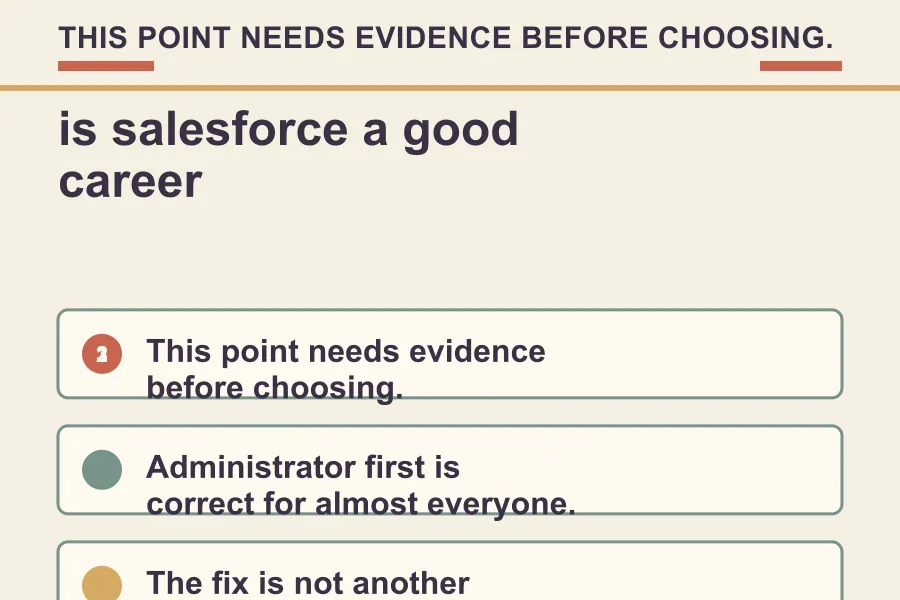 THIS POINT NEEDS EVIDENCE BEFORE CHOOSING.
is salesforce a good
career
This point needs evidence
before choosing.
Administrator first is
correct for almost everyone.
The fix is not another